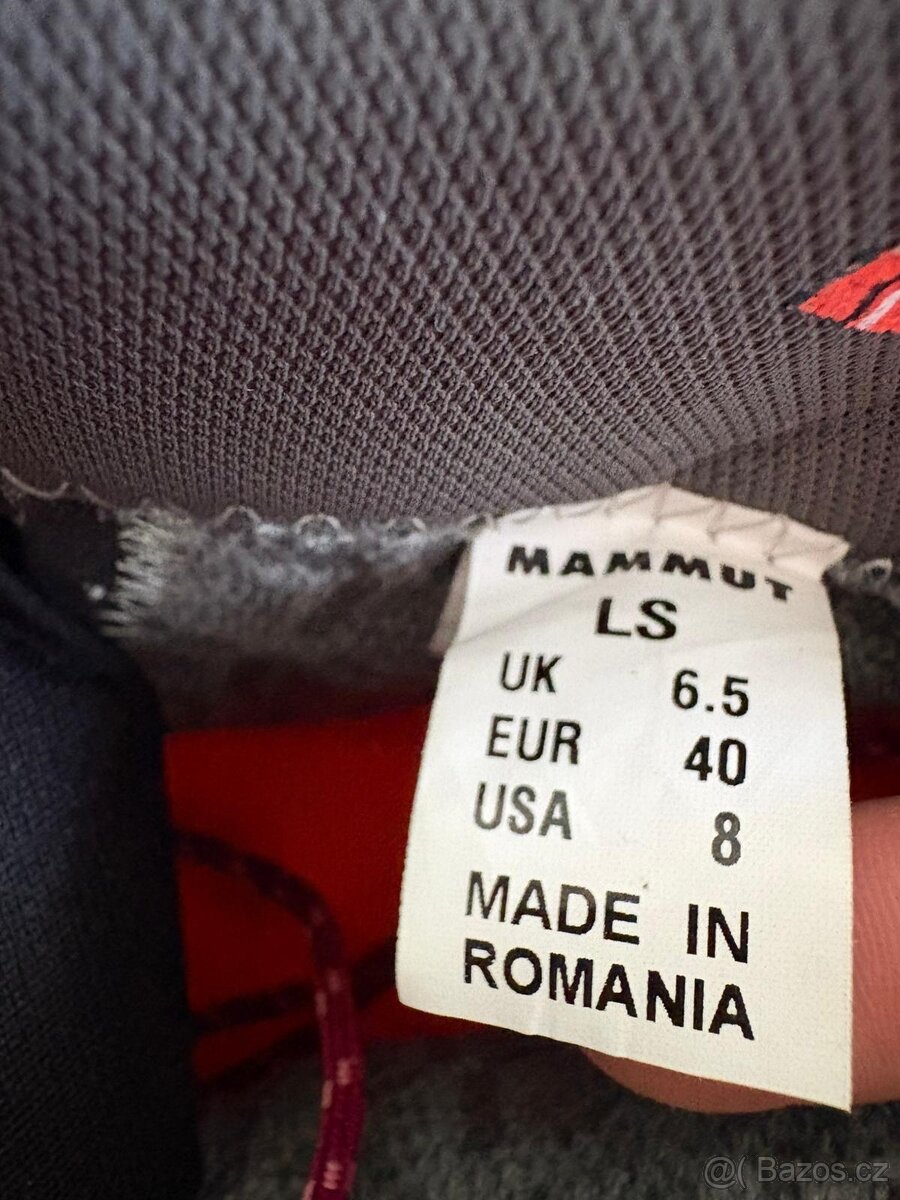 MAMMUT
LS
UK 6.5
EUR 40
USA 8
MADE IN
ROMANIA
@( Bazos.cz